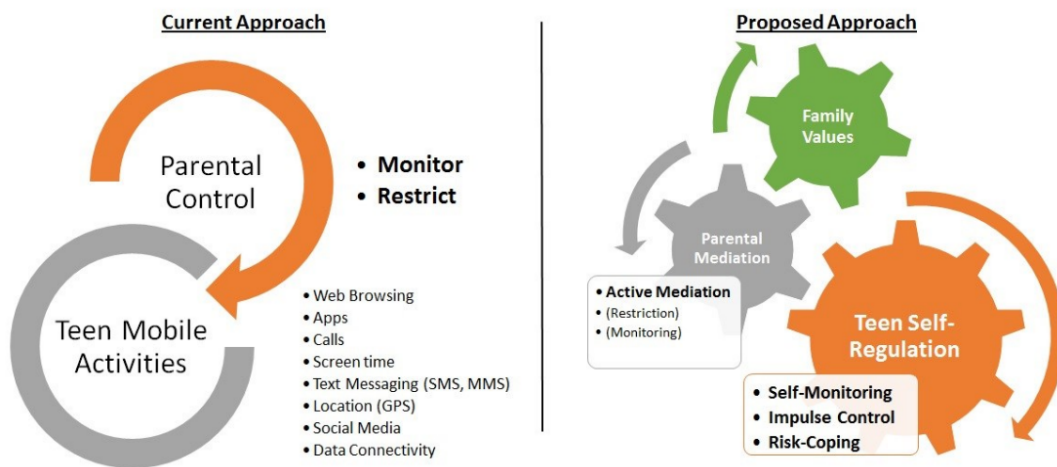 Current Approach
Parental
Control
• Monitor
• Restrict
Teen Mobile
Activities
• Web Browsing
• Apps
• Calls
• Screen time
• Text Messaging (SMS, MMS)
• Location (GPS)
• Social Media
• Data Connectivity
Proposed Approach
Family
Values
Parental
Mediation
• Active Mediation
• (Restriction)
• (Monitoring)
Teen Self-
Regulation
• Self-Monitoring
• Impulse Control
• Risk-Coping